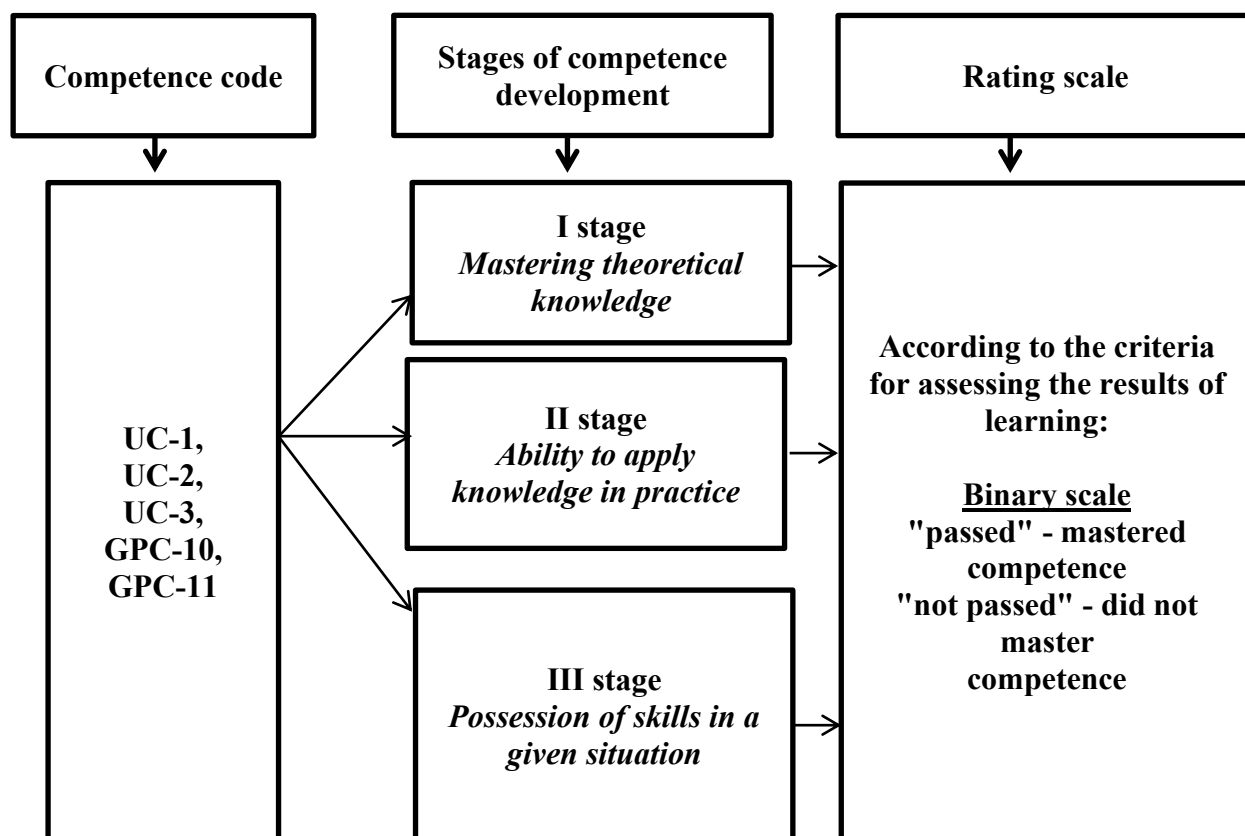 Competence code
Stages of competence
development
Rating scale
UC-1,
UC-2,
UC-3,
GPC-10,
GPC-11
I stage
Mastering theoretical
knowledge
II stage
Ability to apply
knowledge in practice
III stage
Possession of skills in a
given situation
According to the criteria
for assessing the results of
learning:
Binary scale
"passed" - mastered
competence
"not passed" - did not
master
competence